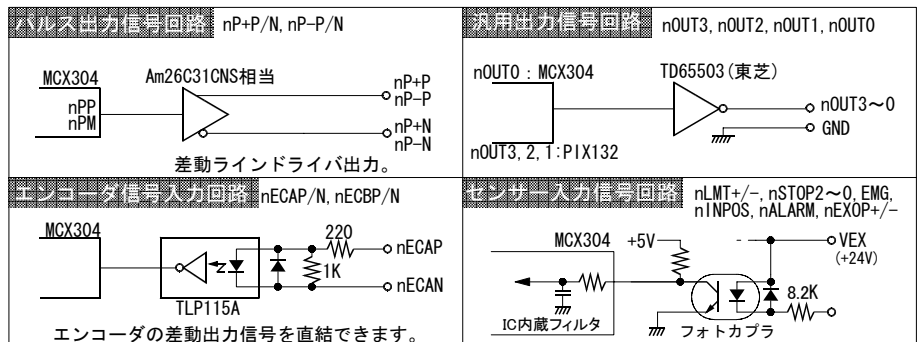 パルス出力信号回路 nP+P/N, nP-P/N
MCX304
Am26C31CNS相当
nPP
nPM
nP+P
nP-P
nP+N
nP-N
差動ラインドライバ出力。
汎用出力信号回路 nOUT3, nOUT2, nOUT1, nOUT0
nOUT0 : MCX304
TD65503(東芝)
nOUT3~0
GND
nOUT3, 2, 1:PIX132
エンコーダ信号入力回路 nECAP/N, nECBP/N
MCX304
220
nECAP
1K
nECAN
TLP115A
エンコーダの差動出力信号を直結できます。
センサー入力信号回路 nLMT+/-, nSTOP2~0, EMG,
nINPOS, nALARM, nEXOP+/-
MCX304
+5V
VEX
(+24V)
8.2K
IC内蔵フィルタ
フォトカプラ